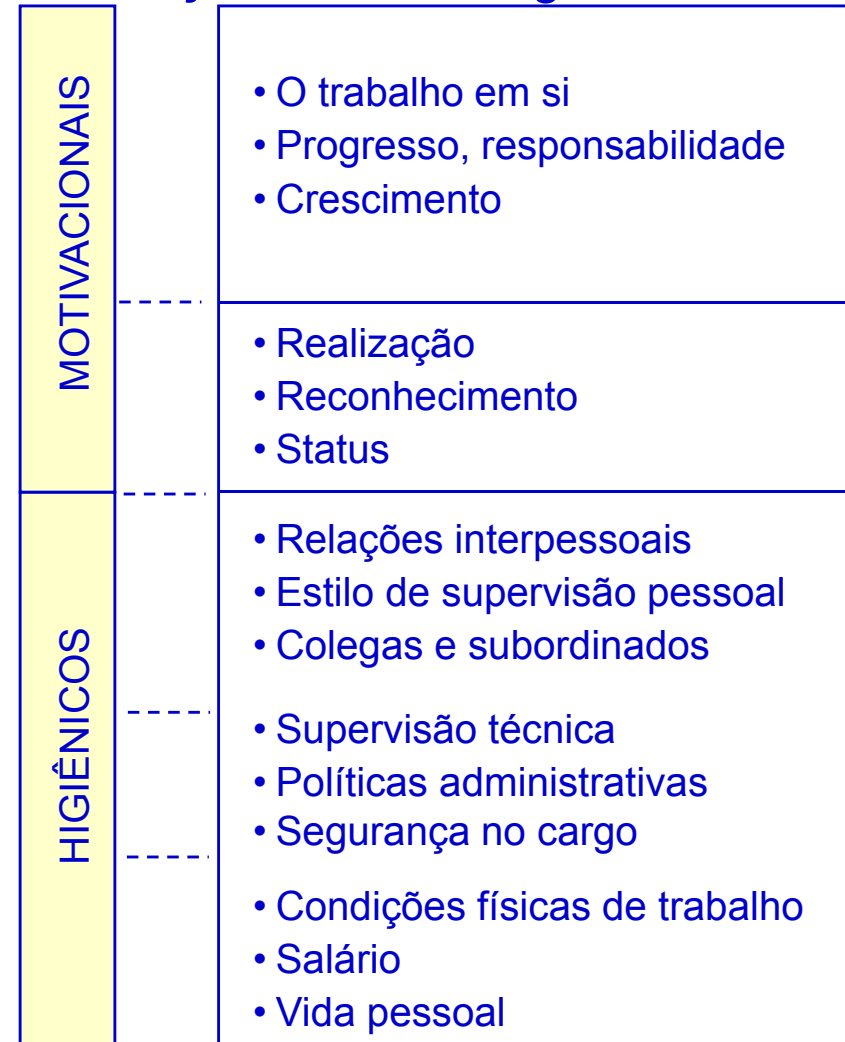 MOTIVACIONAIS
• O trabalho em si
• Progresso, responsabilidade
• Crescimento
• Realização
• Reconhecimento
• Status
HIGIÊNICOS
• Relações interpessoais
• Estilo de supervisão pessoal
• Colegas e subordinados
• Supervisão técnica
• Políticas administrativas
• Segurança no cargo
• Condições físicas de trabalho
• Salário
• Vida pessoal